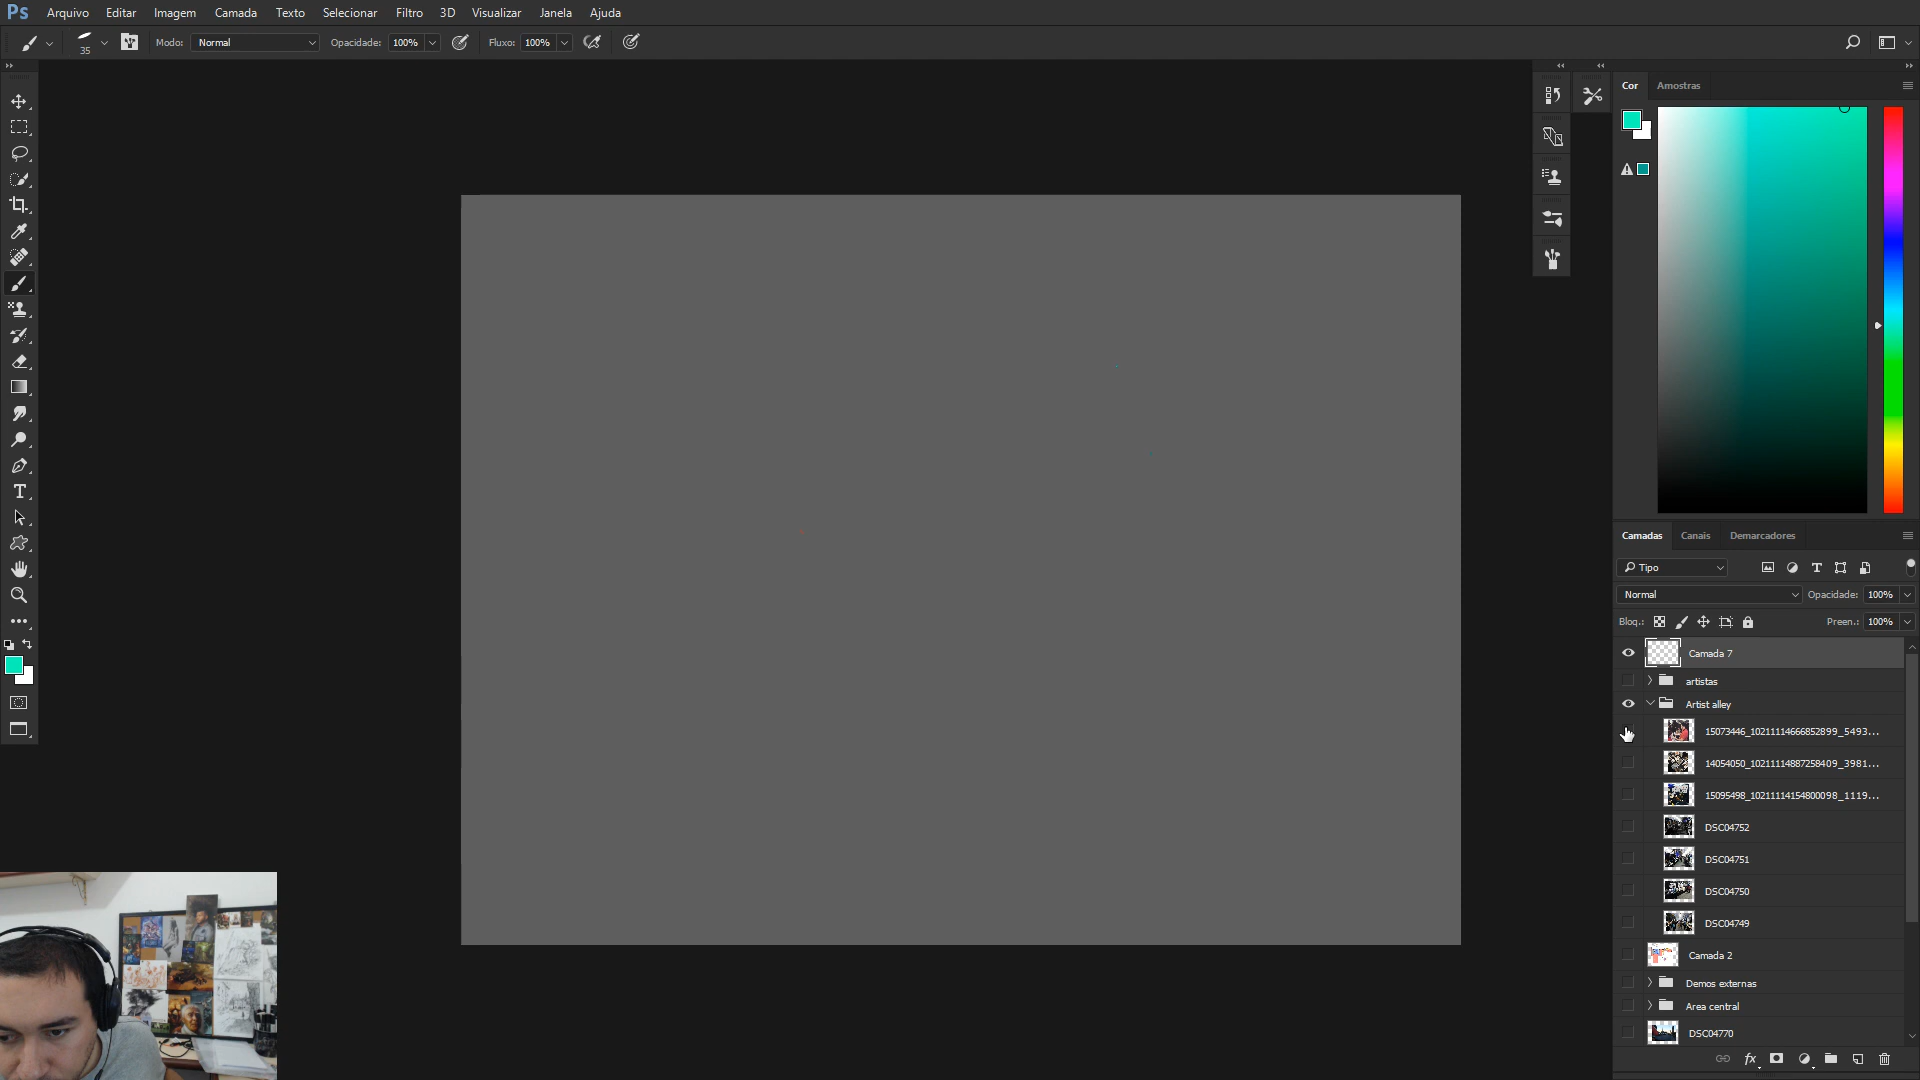 Ps Arquivo Editar Imagem Camada Texto Selecionar Filtro 3D Visualizar Janela Ajuda
35 Modo: Normal Opacidade: 100% Fluxo: 100%
Cor Amostras
Camadas Canais Demarcadores
Tipo
Normal Opacidade: 100%
Bloq.: Preen.: 100%
Camada 7
artistas
Artist alley
15073446_10211114666852899_5493...
14054050_10211114887258409_3981...
15095498_10211114154800098_1119...
DSC04752
DSC04751
DSC04750
DSC04749
Camada 2
Demos externas
Area central
DSC04770
fx